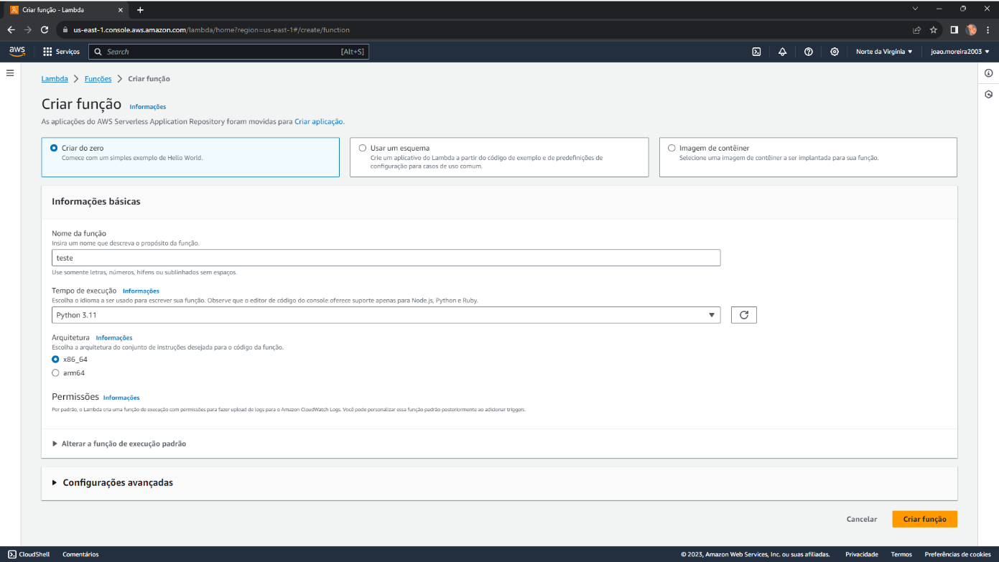 Criar função - Lambda
us-east-1.console.aws.amazon.com/lambda/home?region=us-east-1#/create/function
aws
Serviços
Search
[Alt+S]
Norte da Virgínia
joao.moreira2003
Lambda
Funções
Criar função
Criar função
Informações
As aplicações do AWS Serverless Application Repository foram movidas para Criar aplicação.
Criar do zero
Comece com um simples exemplo de Hello World.
Usar um esquema
Crie um aplicativo do Lambda a partir do código de exemplo e de predefinições de
configuração para casos de uso comum.
Imagem de contêiner
Selecione uma imagem de contêiner a ser implantada para sua função.
Informações básicas
Nome da função
Insira um nome que descreva o propósito da função.
teste
Use somente letras, números, hifens ou sublinhados sem espaços.
Tempo de execução Informações
Escolha o idioma a ser usado para escrever sua função. Observe que o editor de código do console oferece suporte apenas para Node.js, Python e Ruby.
Python 3.11
Arquitetura Informações
Escolha a arquitetura do conjunto de instruções desejada para o código da função.
x86_64
arm64
Permissões Informações
Por padrão, o Lambda cria uma função de execução com permissões para fazer upload de logs para o Amazon CloudWatch Logs. Você pode personalizar essa função padrão posteriormente ao adicionar triggers.
Alterar a função de execução padrão
Configurações avançadas
Cancelar
Criar função
CloudShell
Comentários
© 2023, Amazon Web Services, Inc. ou suas afiliadas.
Privacidade
Termos
Preferências de cookies